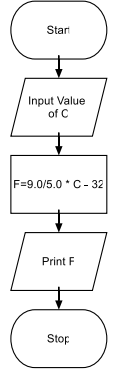 Start
Input Value
of C
F=9.0/5.0 * C - 32
Print F
Stop